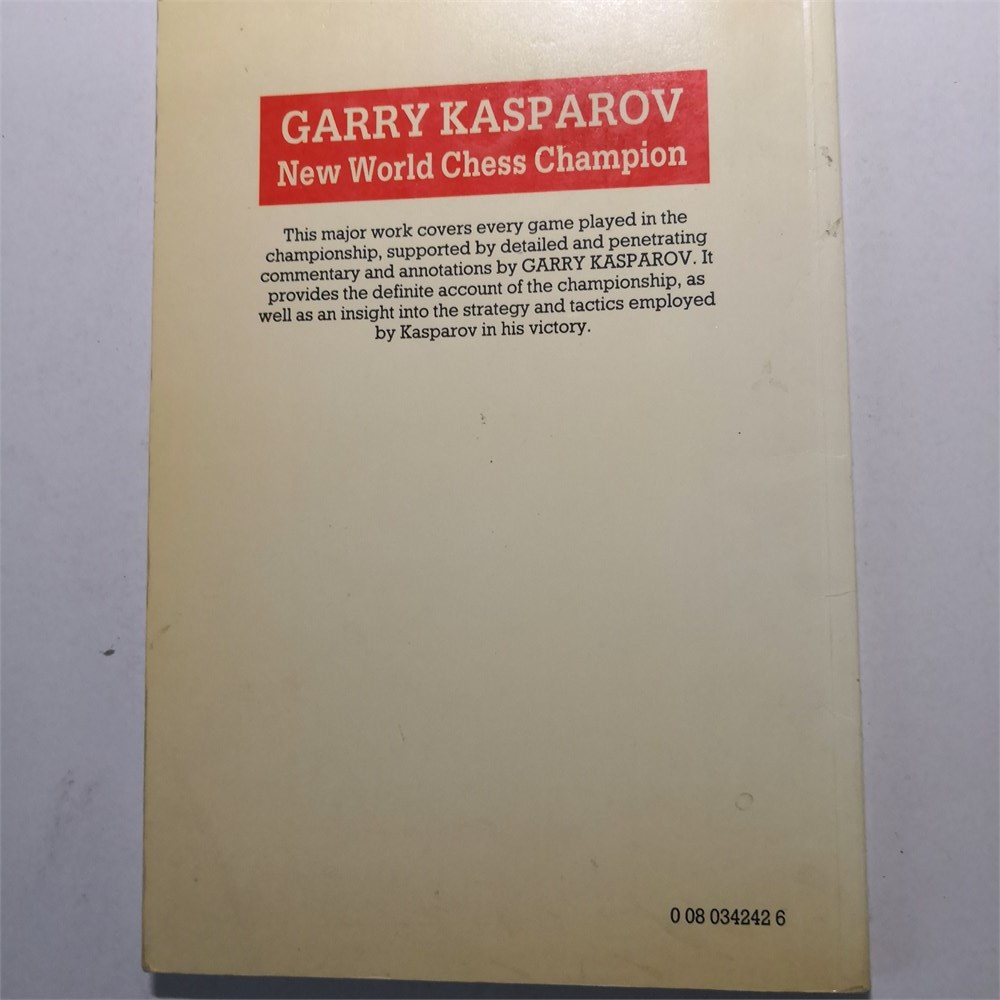 GARRY KASPAROV
New World Chess Champion
This major work covers every game played in the
championship, supported by detailed and penetrating
commentary and annotations by GARRY KASPAROV. It
provides the definite account of the championship, as
well as an insight into the strategy and tactics employed
by Kasparov in his victory.
0 08 034242 6